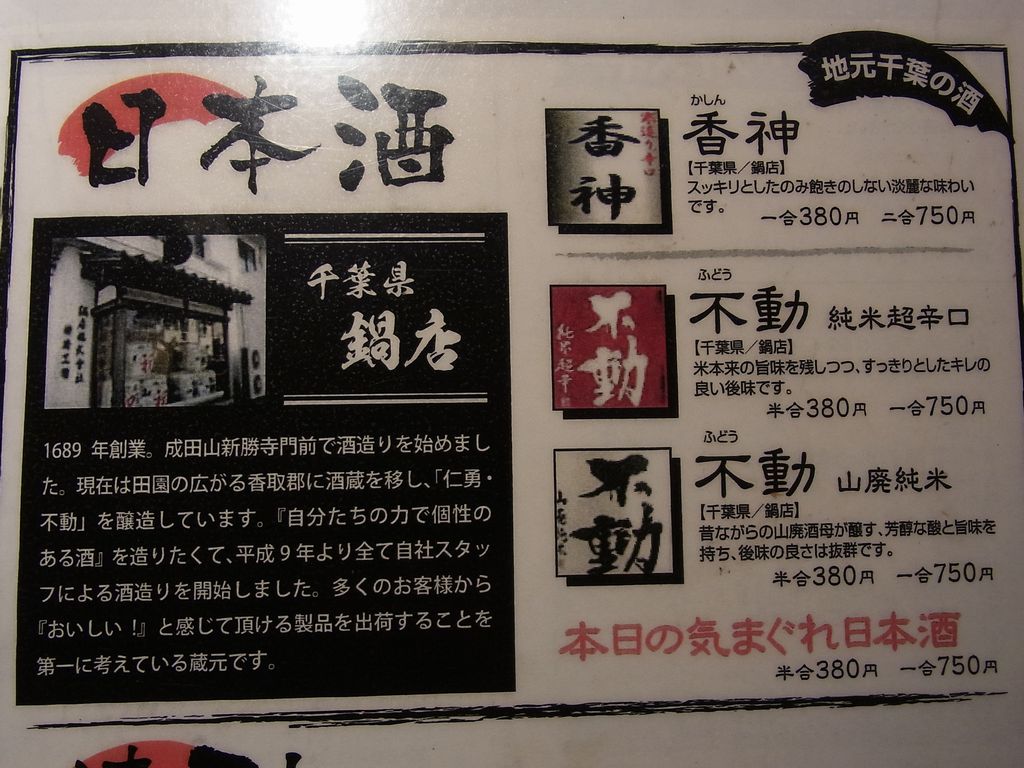 地元千葉の酒
日本酒
千葉県
鍋店
1689 年創業。成田山新勝寺門前で酒造りを始めまし
た。現在は田園の広がる香取郡に酒蔵を移し、「仁勇・
不動」を醸造しています。『自分たちの力で個性の
ある酒』を造りたくて、平成9年より全て自社スタッ
フによる酒造りを開始しました。多くのお客様から
『おいしい！』と感じて頂ける製品を出荷することを
第一に考えている蔵元です。
香神
かしん
香神
【千葉県／鍋店】
スッキリとしたのみ飽きのしない淡麗な味わい
です。
一合380円 二合750円
不動
純米超辛
ふどう
不動 純米超辛口
【千葉県／鍋店】
米本来の旨味を残しつつ、すっきりとしたキレの
良い後味です。
半合380円 一合750円
不動
ふどう
不動 山廃純米
【千葉県／鍋店】
昔ながらの山廃酒母が醸す、芳醇な酸と旨味を
持ち、後味の良さは抜群です。
半合380円 一合750円
本日の気まぐれ日本酒
半合380円 一合750円